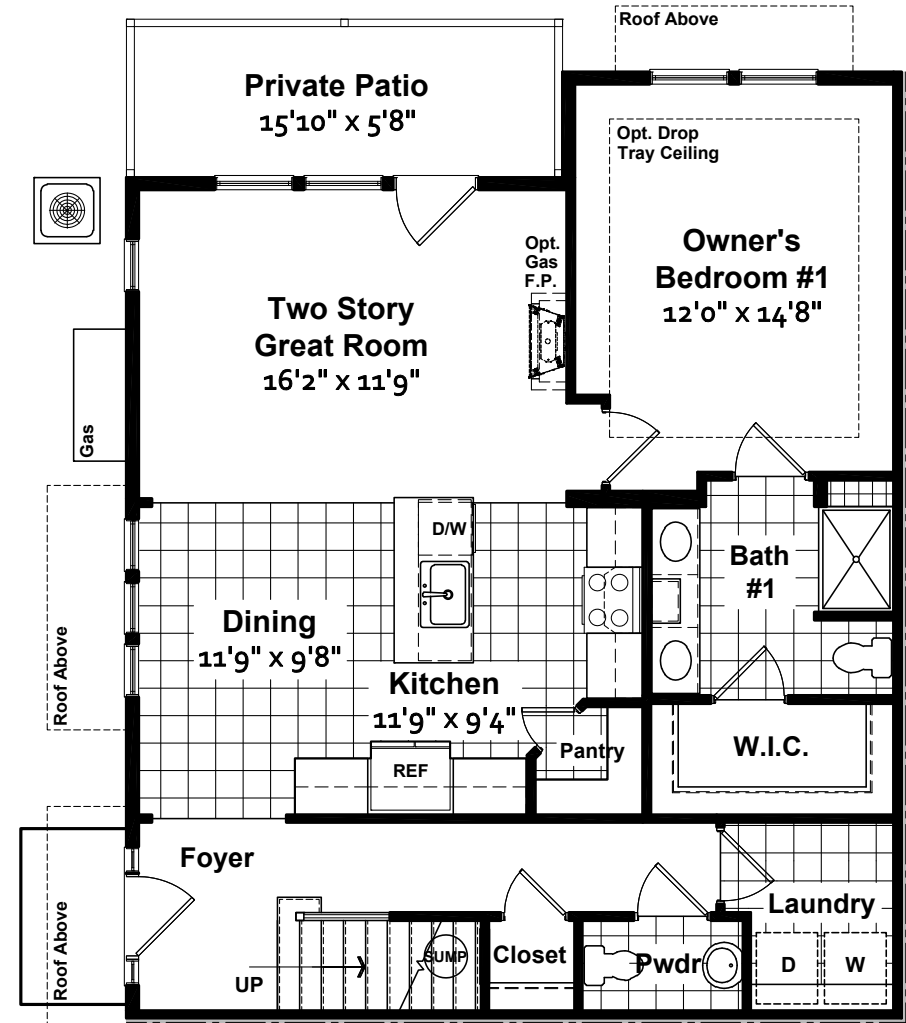 Roof Above
Private Patio
15'10" x 5'8"
Opt. Drop
Tray Ceiling
Owner's
Bedroom #1
12'0" x 14'8"
Opt.
Gas
F.P.
Two Story
Great Room
16'2" x 11'9"
Gas
D/W
Bath
#1
Dining
11'9" x 9'8"
Roof Above
Kitchen
11'9" x 9'4"
Pantry
W.I.C.
REF
Foyer
Laundry
Roof Above
UP
SUMP
Closet
Pwdr
D
W